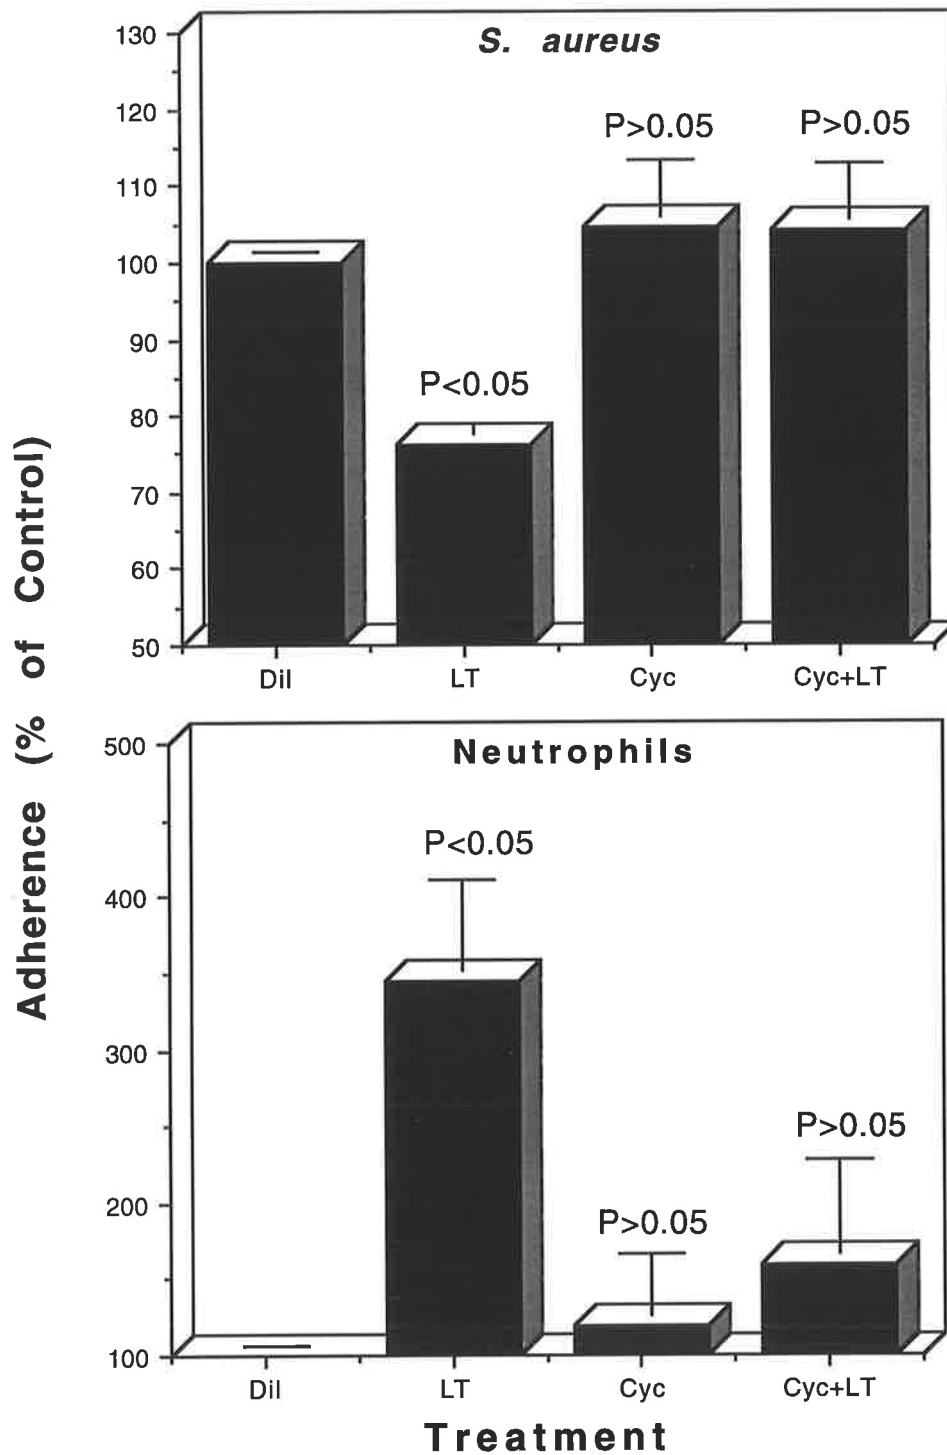 S. aureus
130
120
110
100
90
80
70
60
50
P<0.05
P>0.05
P>0.05
Dil
LT
Cyc
Cyc+LT
Adherence (% of Control)
Neutrophils
500
400
300
200
100
P<0.05
P>0.05
P>0.05
Dil
LT
Cyc
Cyc+LT
Treatment